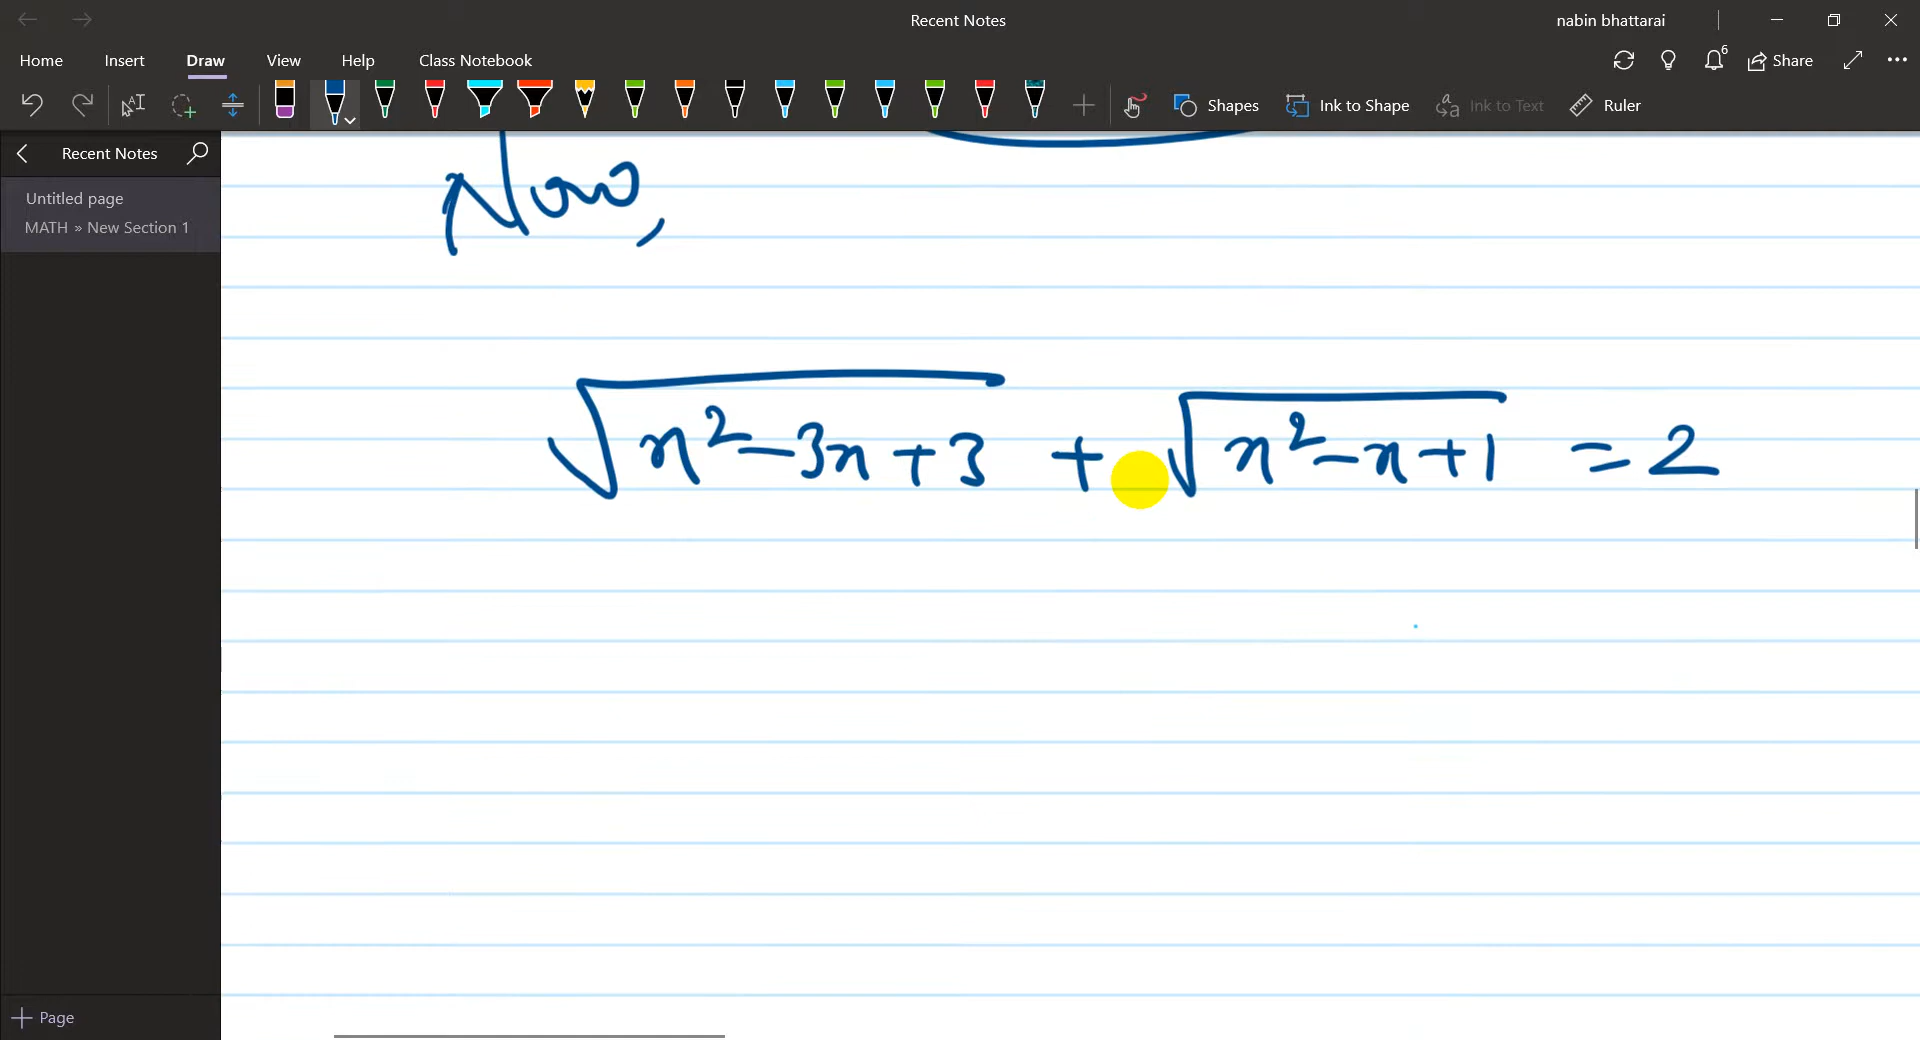 Recent Notes
nabin bhattarai
Home Insert Draw View Help Class Notebook
6
Share
Shapes Ink to Shape Ink to Text Ruler
Recent Notes
Untitled page
MATH » New Section 1
Now,
√(x²-3x+3) + √(x²-x+1) = 2
+ Page